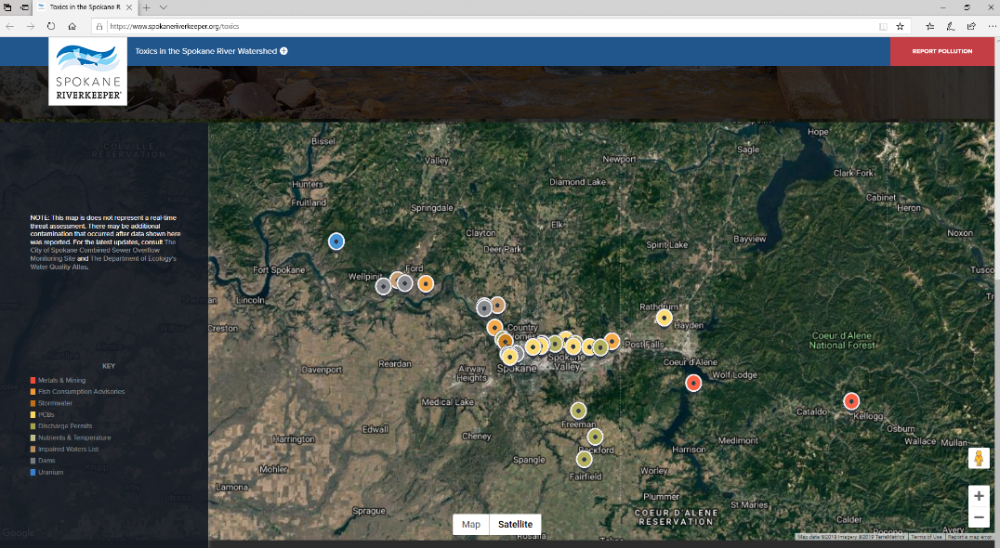 Toxics in the Spokane R
https://www.spokaneriverkeeper.org/toxics
Toxics in the Spokane River Watershed
REPORT POLLUTION
SPOKANE
RIVERKEEPER
COLVILLE
RESERVATION
NOTE: This map is does not represent a real-time
threat assessment. There may be additional
contamination that occurred after data shown here
was reported. For the latest updates, consult The
City of Spokane Combined Sewer Overflow
Monitoring Site and The Department of Ecology's
Water Quality Atlas.
KEY
Metals & Mining
Fish Consumption Advisories
Stormwater
PCBs
Discharge Permits
Nutrients & Temperature
Impaired Waters List
Dams
Uranium
Google
Bissel
Valley
Newport
Sagle
Hope
Hunters
Fruitland
Diamond Lake
Clark Fork
Springdale
Cabinet
Heron
Elk
Clayton
Deer Park
Spirit Lake
Bayview
Noxon
Fort Spokane
Wellpinit
Ford
Tusco
Lincoln
Rathdrum
Hayden
Creston
Country
Homes
Post Falls
Coeur d'Alene
National Forest
Davenport
Reardan
Airway
Heights
Spokane
Spokane
Valley
Coeur d'Alene
Wolf Lodge
Medical Lake
Cataldo
Kellogg
Freeman
Edwall
Cheney
Osburn
Harrington
Rockford
Harrison
Medimont
Wallace
Mullan
Mohler
Spangle
Fairfield
Worley
Lamona
Plummer
St Maries
Sprague
COEUR D'ALENE
RESERVATION
Calder
Avery
Rosalia
Map
Satellite
Map data ©2019 Imagery ©2019 TerraMetrics
Terms of Use
Report a map error